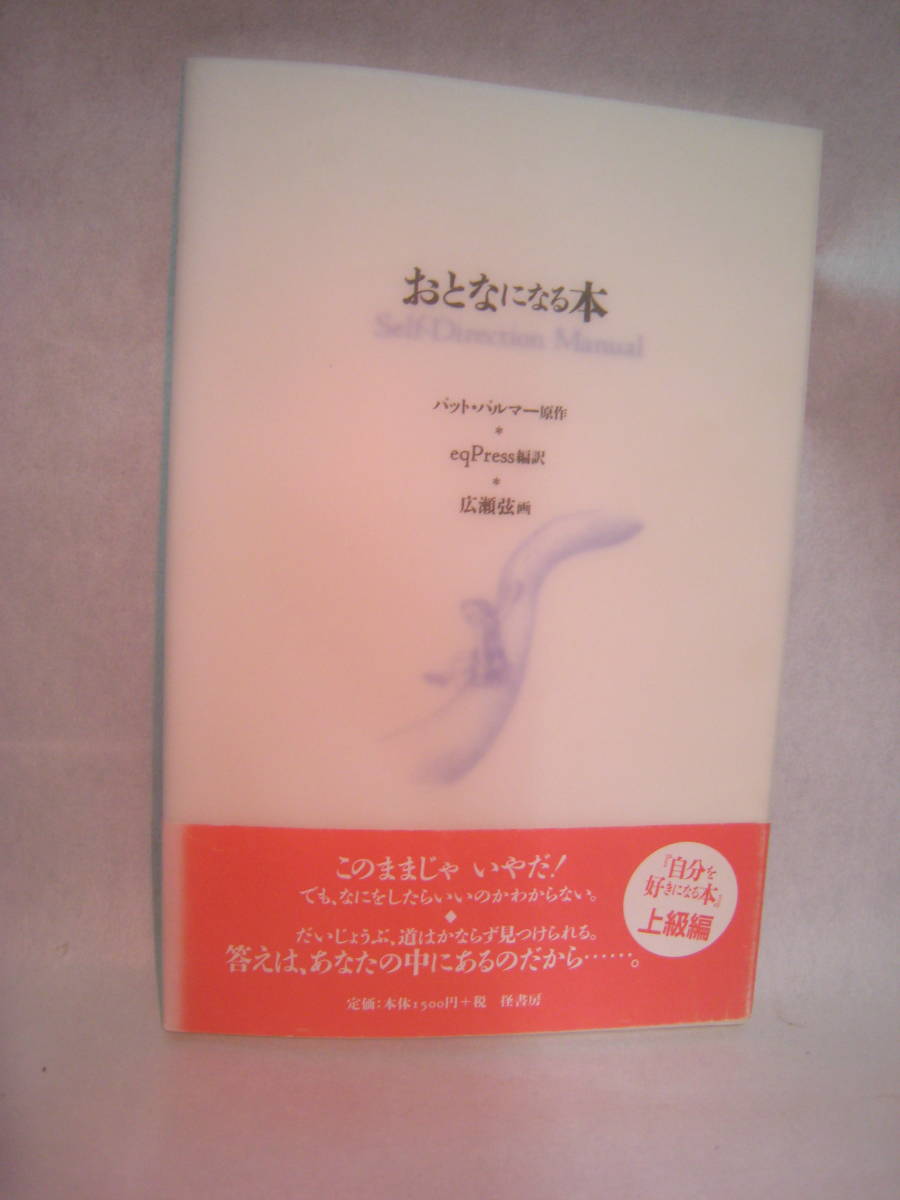 おとなになる本
Self-Direction Manual
パット・パルマー原作
*
eqPress編訳
*
広瀬弦 画
このままじゃ いやだ!
でも、なにをしたらいいのかわからない。
◆
だいじょうぶ、道はかならず見つけられる。
答えは、あなたの中にあるのだから……。
定価:本体1500円+税 径書房
『自分を
好きになる本』
上級編